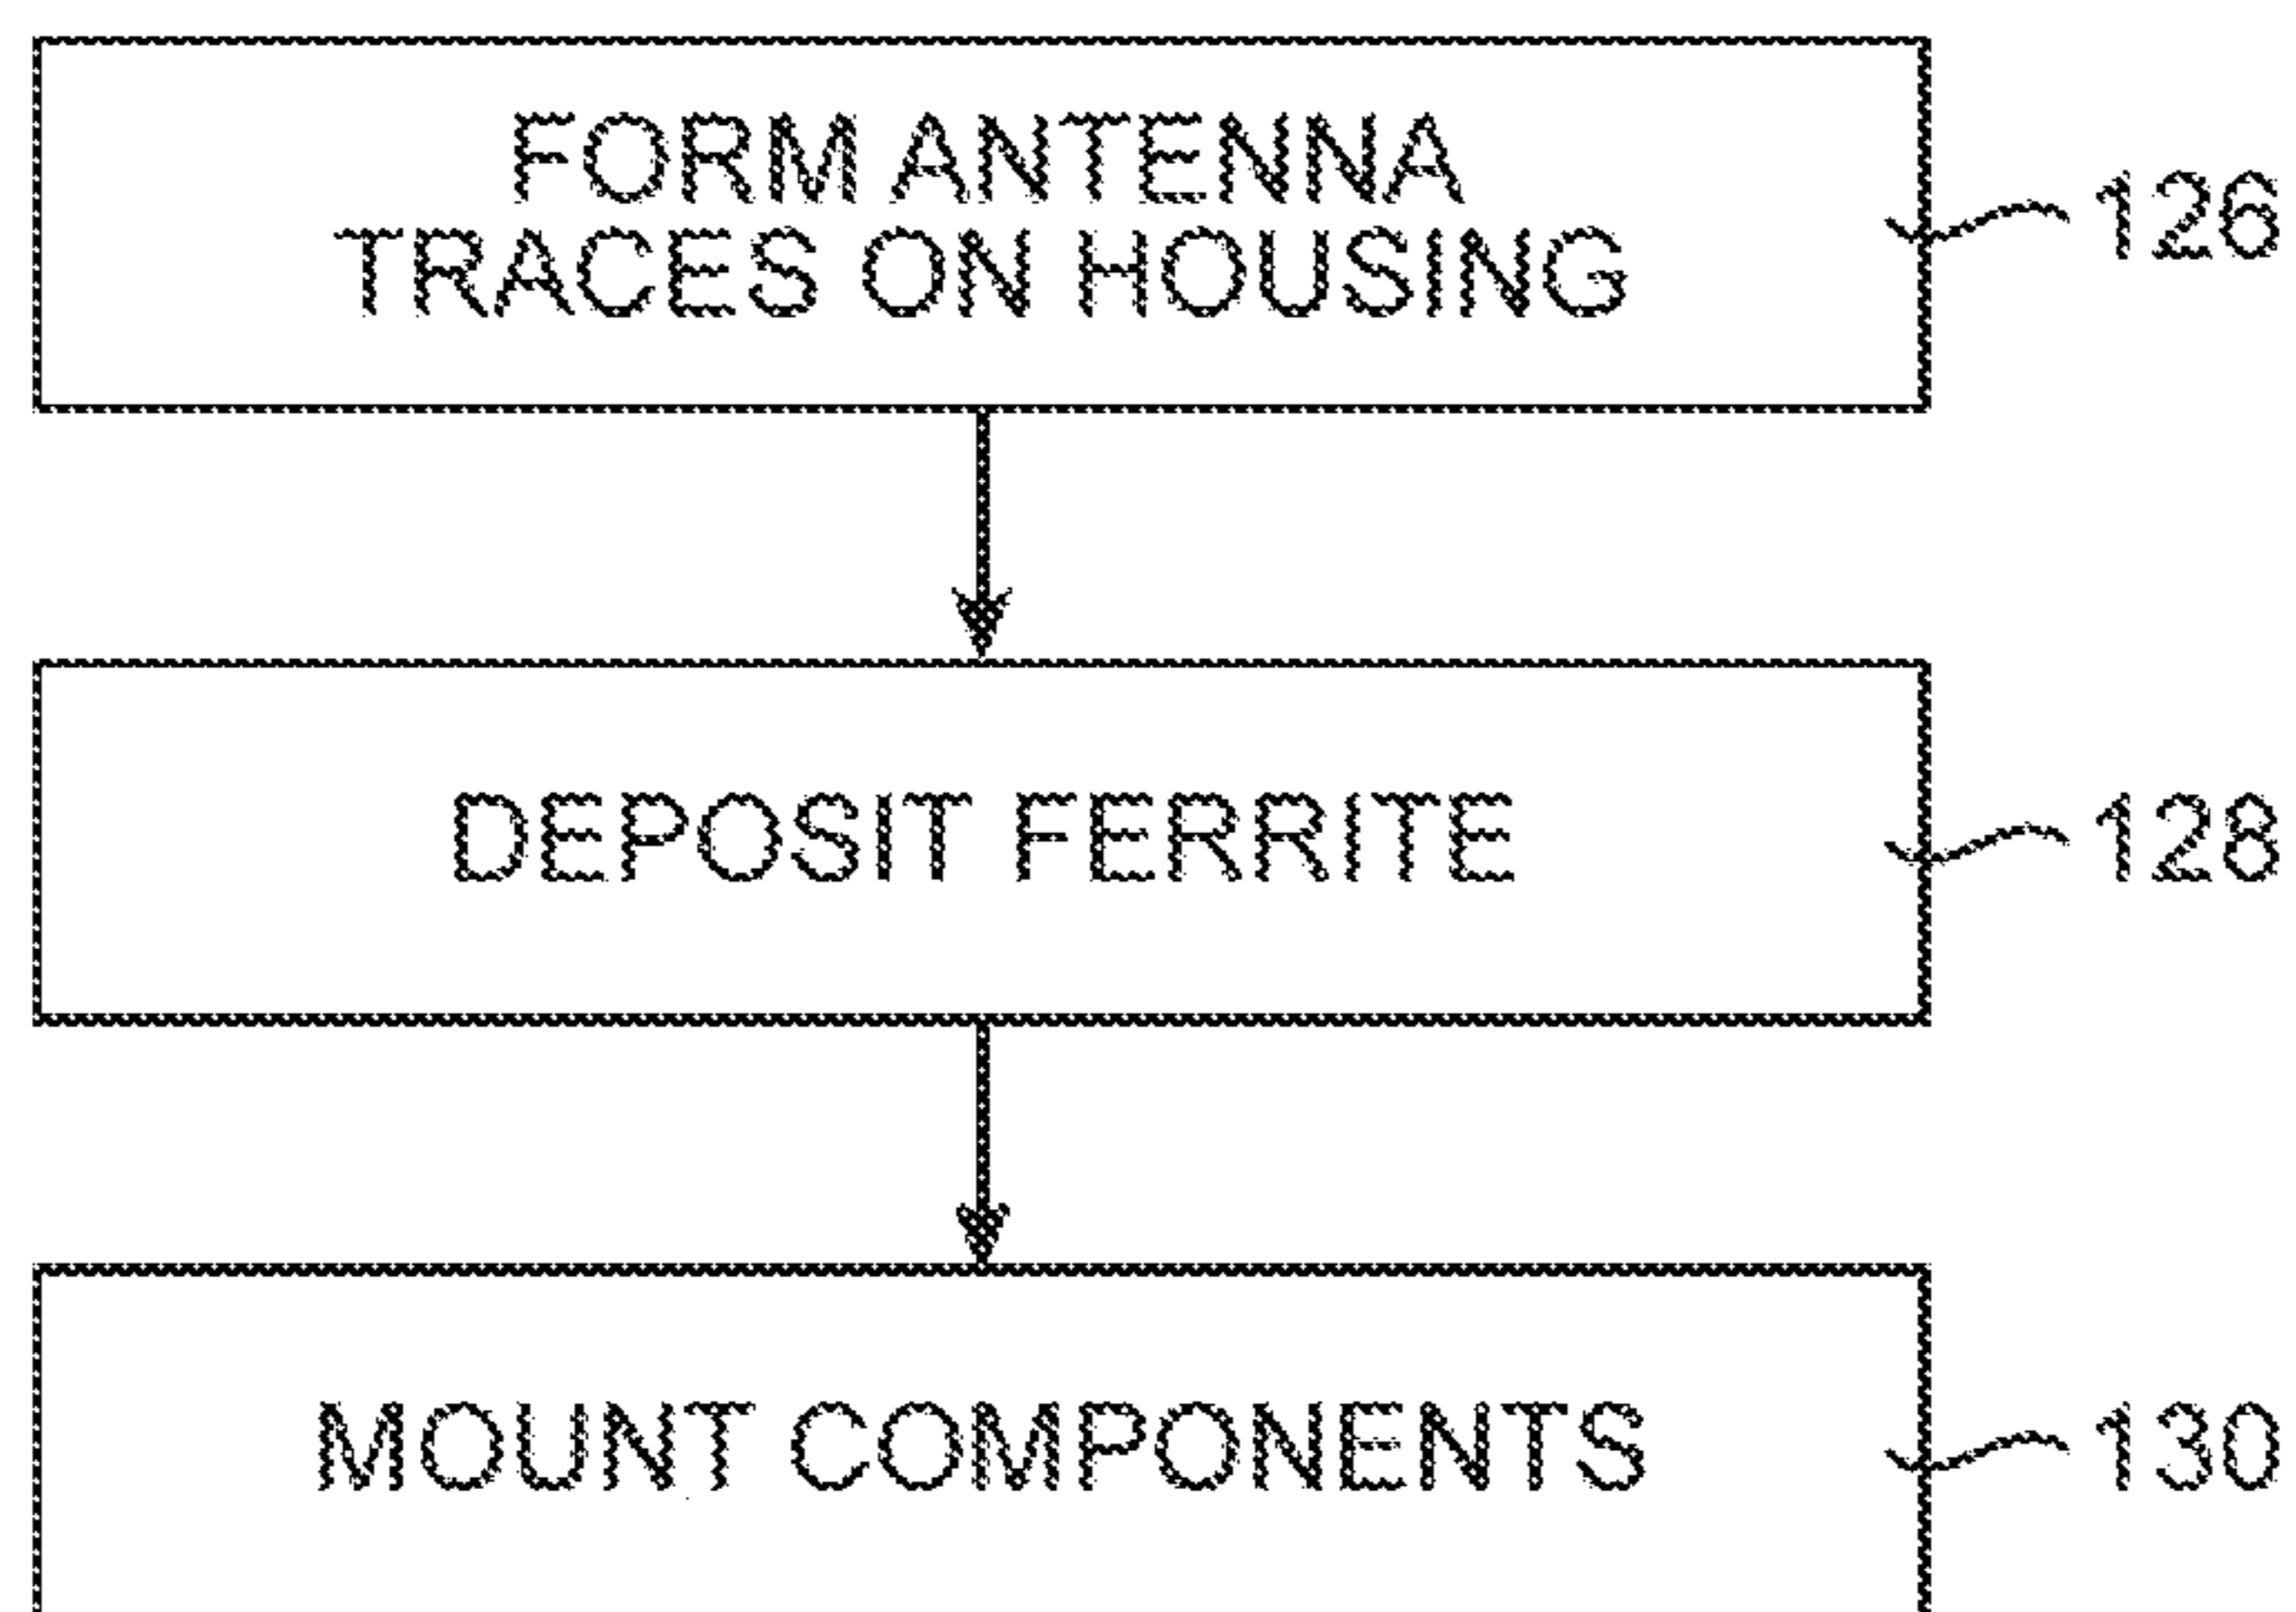 FORM ANTENNA
TRACES ON HOUSING
126
DEPOSIT FERRITE
128
MOUNT COMPONENTS
130